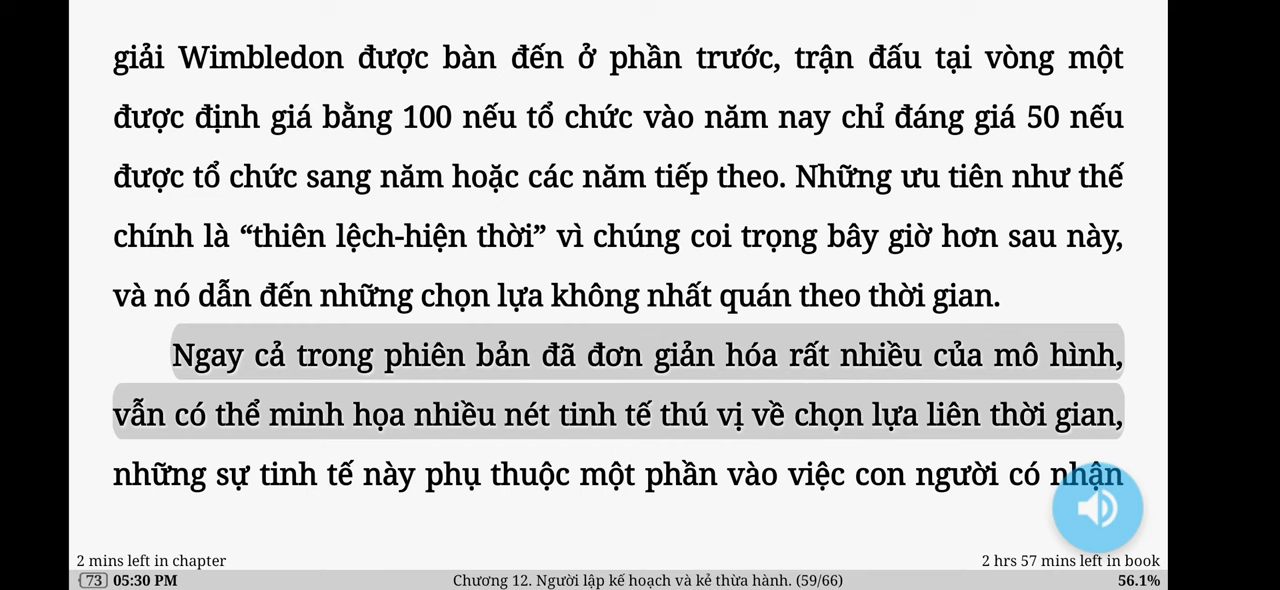 giải Wimbledon được bàn đến ở phần trước, trận đấu tại vòng một
được định giá bằng 100 nếu tổ chức vào năm nay chỉ đáng giá 50 nếu
được tổ chức sang năm hoặc các năm tiếp theo. Những ưu tiên như thế
chính là “thiên lệch-hiện thời” vì chúng coi trọng bây giờ hơn sau này,
và nó dẫn đến những chọn lựa không nhất quán theo thời gian.
Ngay cả trong phiên bản đã đơn giản hóa rất nhiều của mô hình,
vẫn có thể minh họa nhiều nét tinh tế thú vị về chọn lựa liên thời gian,
những sự tinh tế này phụ thuộc một phần vào việc con người có nhận
2 mins left in chapter
2 hrs 57 mins left in book
73 05:30 PM
Chương 12. Người lập kế hoạch và kẻ thừa hành. (59/66)
56.1%